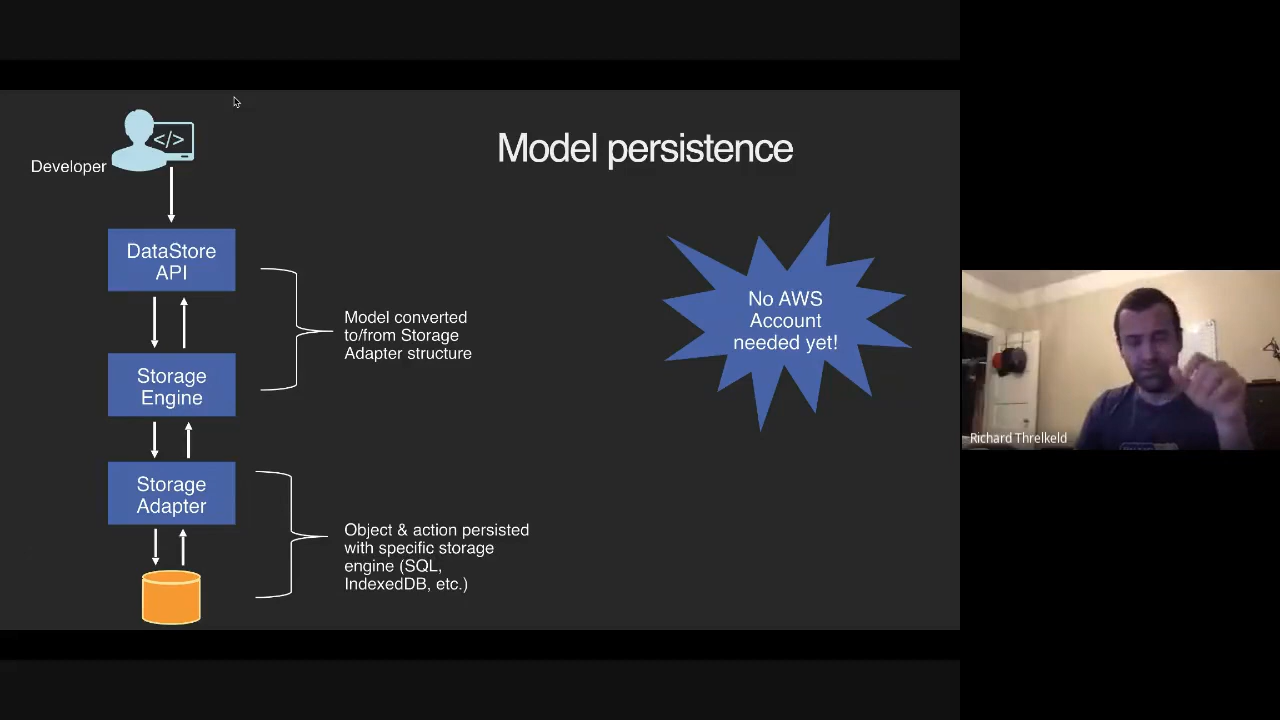 Model persistence
Developer
</>
DataStore
API
Model converted
to/from Storage
Adapter structure
Storage
Engine
Storage
Adapter
Object & action persisted
with specific storage
engine (SQL,
IndexedDB, etc.)
No AWS
Account
needed yet!
Richard Threlkeld